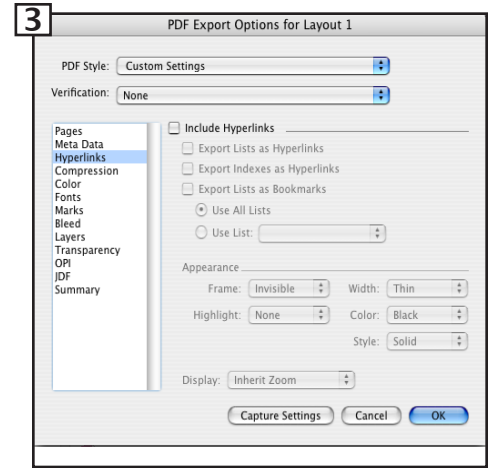 3
PDF Export Options for Layout 1
PDF Style: Custom Settings
Verification: None
Pages
Meta Data
Hyperlinks
Compression
Color
Fonts
Marks
Bleed
Layers
Transparency
OPI
JDF
Summary
Include Hyperlinks
Export Lists as Hyperlinks
Export Indexes as Hyperlinks
Export Lists as Bookmarks
Use All Lists
Use List:
Appearance
Frame: Invisible Width: Thin
Highlight: None Color: Black
Style: Solid
Display: Inherit Zoom
Capture Settings Cancel OK